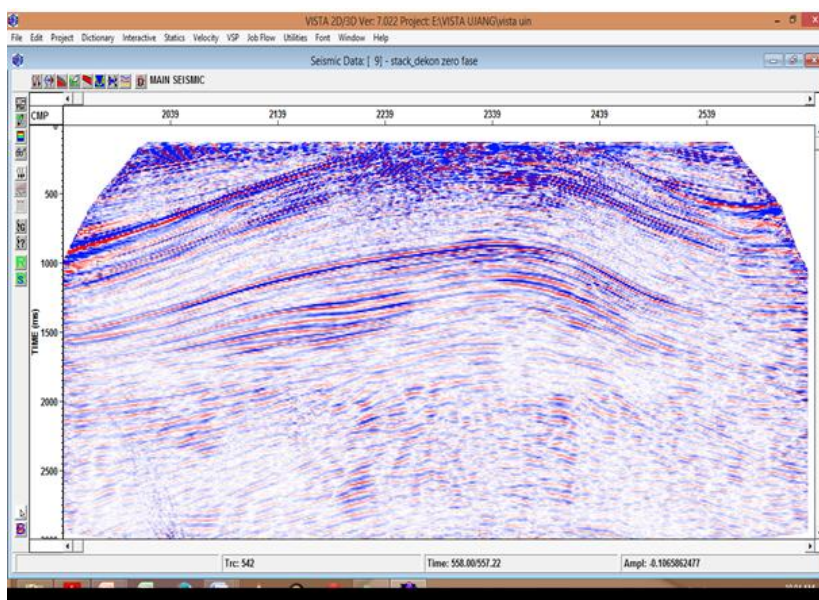 VISTA 2D/3D Ver: 7.022 Project: E:\VISTA UJANG\vista uin
File Edit Project Dictionary Interactive Statics Velocity VSP Job Flow Utilities Font Window Help
Seismic Data: [ 9] - stack_dekon zero fase
MAIN SEISMIC
CMP 2039 2139 2239 2339 2439 2539
0
500
1000
1500
2000
2500
TIME (ms)
Trc: 542 Time: 558.00/557.22 Ampl: -0.1065862477